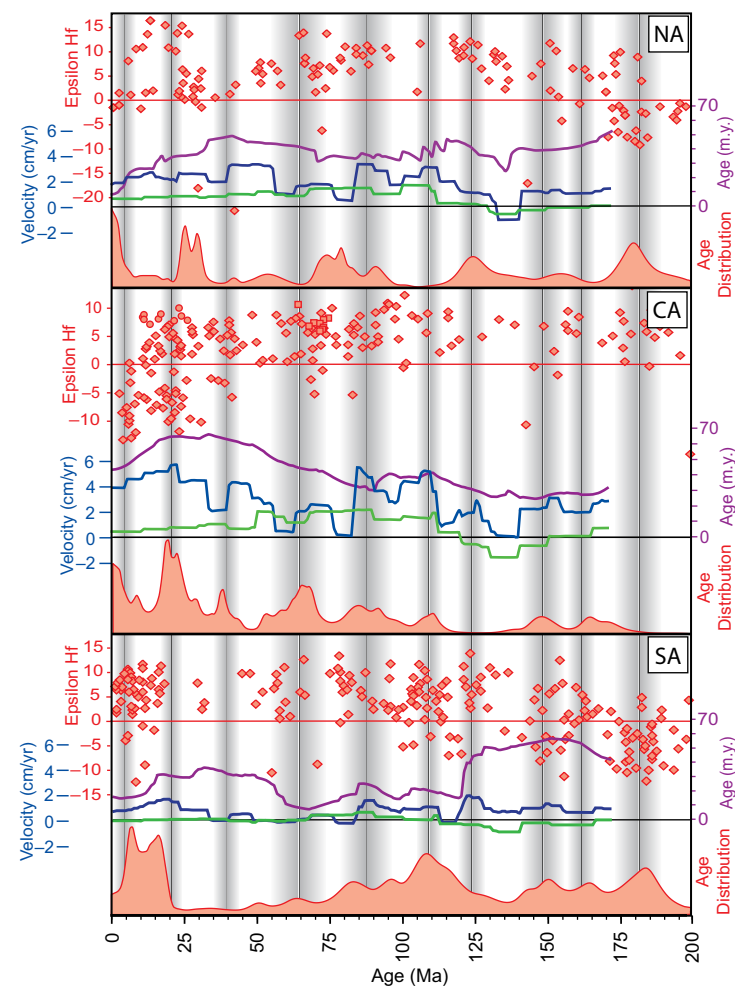 NA
Epsilon Hf
15
10
5
0
−5
−10
−15
−20
Velocity (cm/yr)
6
4
2
0
−2
70
0
Age (m.y.)
Age
Distribution
CA
Epsilon Hf
10
5
0
−5
−10
Velocity (cm/yr)
6
4
2
0
−2
70
0
Age (m.y.)
Age
Distribution
SA
Epsilon Hf
15
10
5
0
−5
−10
−15
Velocity (cm/yr)
6
4
2
0
−2
70
0
Age (m.y.)
Age
Distribution
0 25 50 75 100 125 150 175 200
Age (Ma)